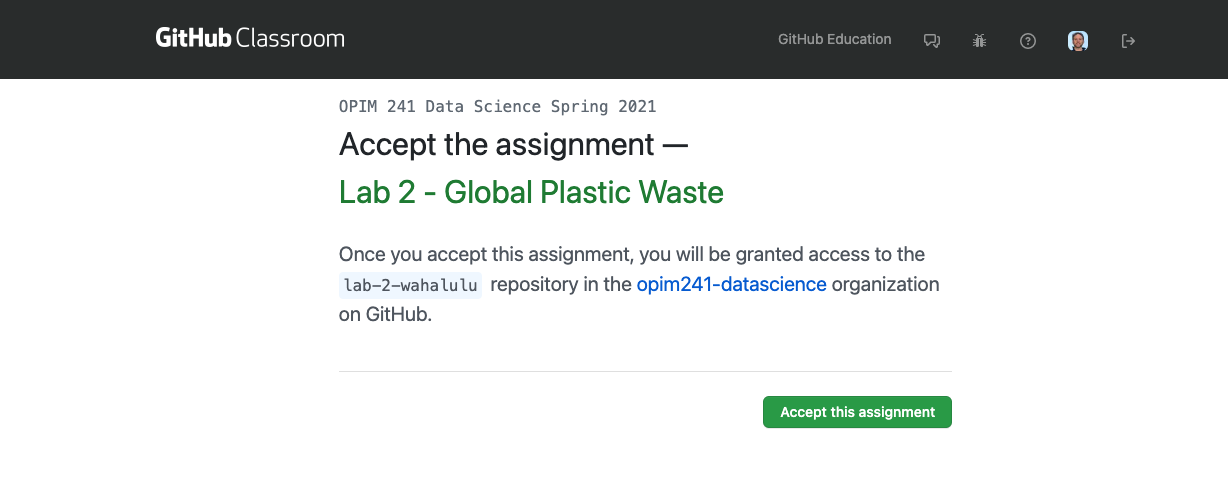 GitHub Classroom
GitHub Education
OPIM 241 Data Science Spring 2021
Accept the assignment —
Lab 2 - Global Plastic Waste
Once you accept this assignment, you will be granted access to the
lab-2-wahalulu repository in the opim241-datascience organization
on GitHub.
Accept this assignment